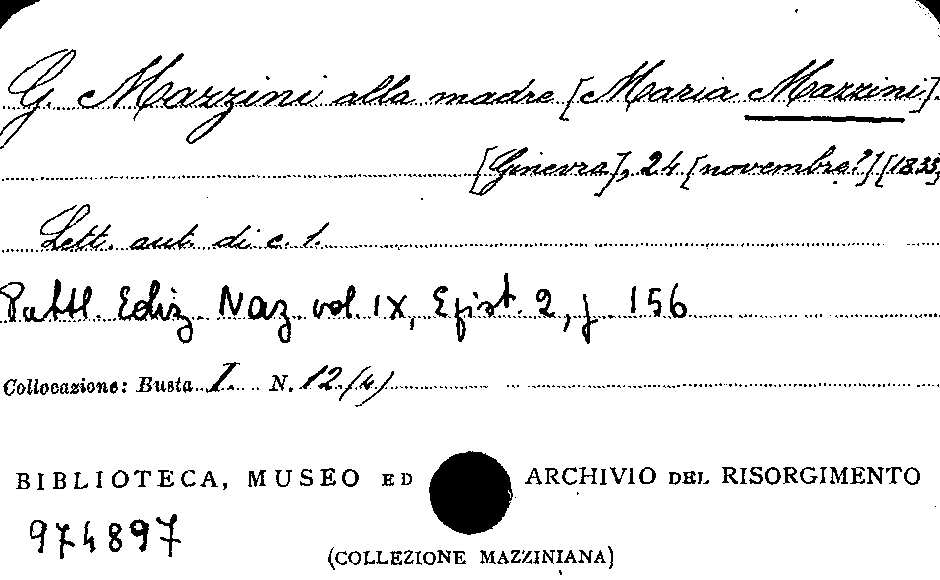 G. Mazzini alla madre [Maria Mazzini].
[Ginevra], 24 [novembre?] [1833]
Lett. aut. di c. 1.
Pubbl. Ediz. Naz. vol. IX, Epist. 2, p. 156
Collocazione: Busta I. N. 12 (4)
BIBLIOTECA, MUSEO ED ARCHIVIO DEL RISORGIMENTO
974897
(COLLEZIONE MAZZINIANA)